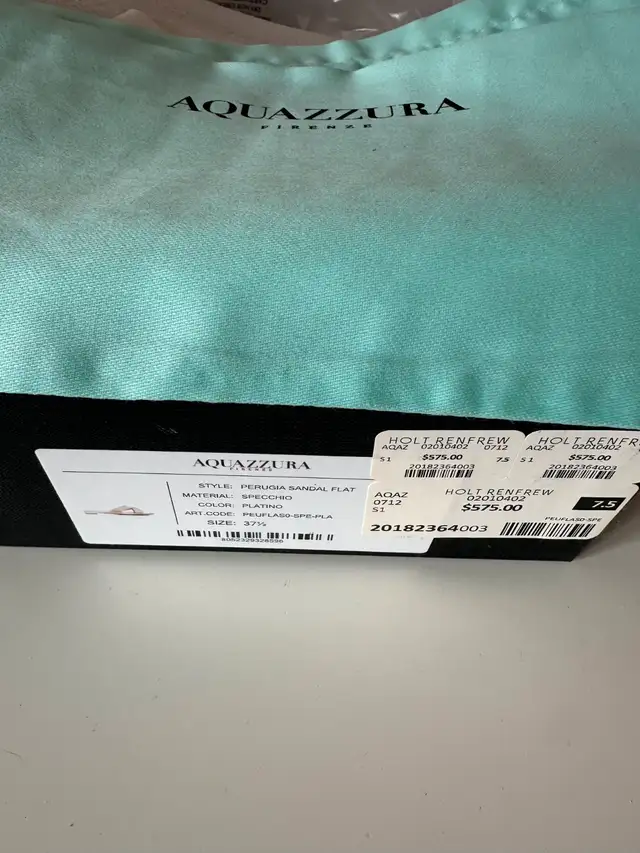 AQUAZZURA
FIRENZE
AQUAZZURA
FIRENZE
STYLE: PERUGIA SANDAL FLAT
MATERIAL: SPECCHIO
COLOR: PLATINO
ART.CODE: PEUFLAS0-SPE-PLA
SIZE: 37½
8052329328596
HOLT RENFREW
AQAZ 02010402 0712
S1 $575.00 7.5
20182364003
HOLT RENFREW
AQAZ 02010402
S1 $575.00
20182364003
HOLT RENFREW
AQAZ 02010402
0712 $575.00 7.5
S1
PEUFLAS0-SPE
20182364003